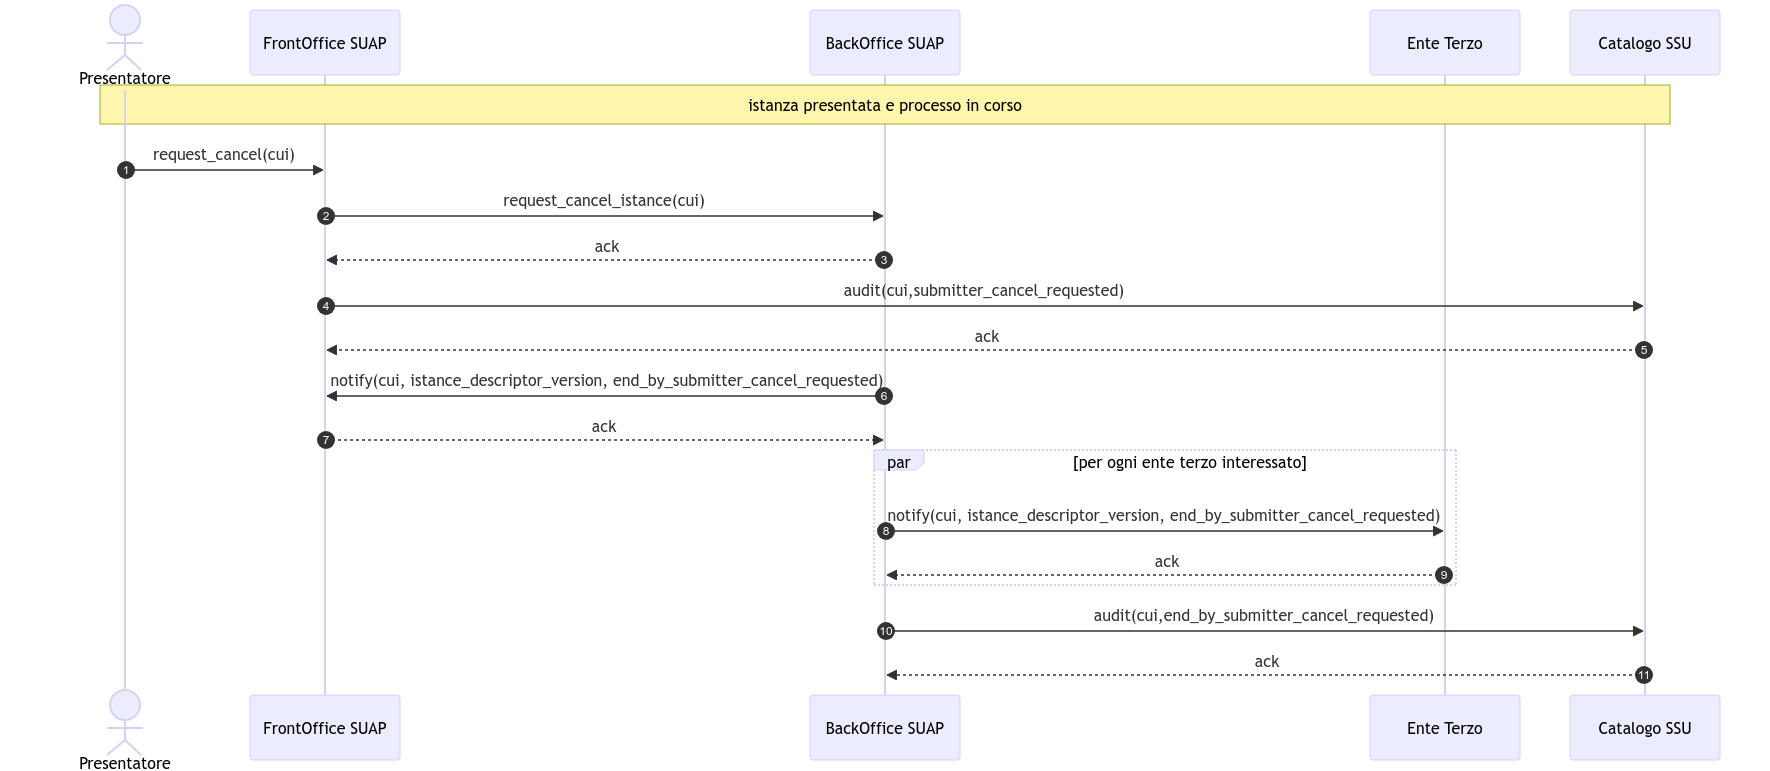 FrontOffice SUAP
BackOffice SUAP
Ente Terzo
Catalogo SSU
Presentatore
istanza presentata e processo in corso
request_cancel(cui)
1
request_cancel_istance(cui)
2
ack
3
audit(cui,submitter_cancel_requested)
4
ack
5
notify(cui, istance_descriptor_version, end_by_submitter_cancel_requested)
6
ack
7
par
[per ogni ente terzo interessato]
notify(cui, istance_descriptor_version, end_by_submitter_cancel_requested)
8
ack
9
audit(cui,end_by_submitter_cancel_requested)
10
ack
11
FrontOffice SUAP
BackOffice SUAP
Ente Terzo
Catalogo SSU
Presentatore